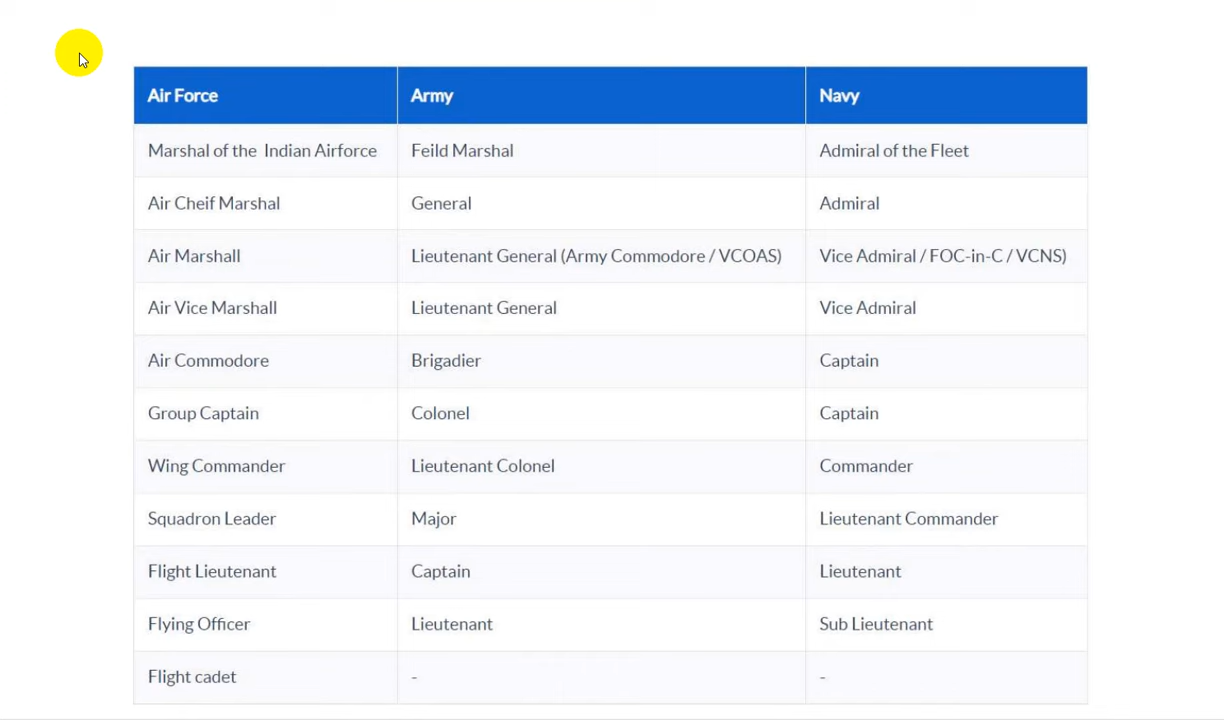 Air Force Army Navy
Marshal of the Indian Airforce Feild Marshal Admiral of the Fleet
Air Cheif Marshal General Admiral
Air Marshall Lieutenant General (Army Commodore / VCOAS) Vice Admiral / FOC-in-C / VCNS)
Air Vice Marshall Lieutenant General Vice Admiral
Air Commodore Brigadier Captain
Group Captain Colonel Captain
Wing Commander Lieutenant Colonel Commander
Squadron Leader Major Lieutenant Commander
Flight Lieutenant Captain Lieutenant
Flying Officer Lieutenant Sub Lieutenant
Flight cadet - -